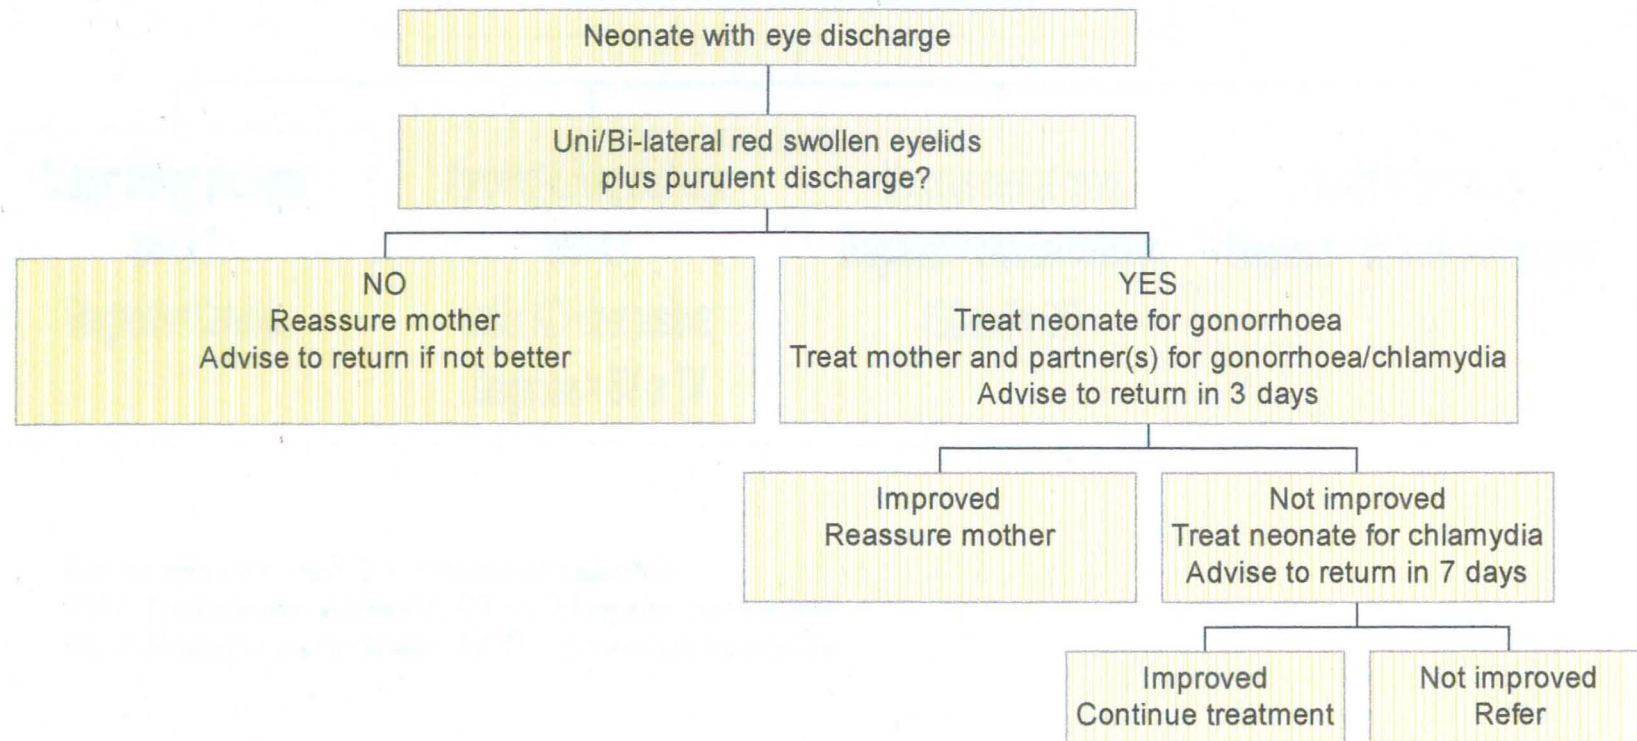 Neonate with eye discharge
Uni/Bi-lateral red swollen eyelids
plus purulent discharge?
NO
Reassure mother
Advise to return if not better
YES
Treat neonate for gonorrhoea
Treat mother and partner(s) for gonorrhoea/chlamydia
Advise to return in 3 days
Improved
Reassure mother
Not improved
Treat neonate for chlamydia
Advise to return in 7 days
Improved
Continue treatment
Not improved
Refer